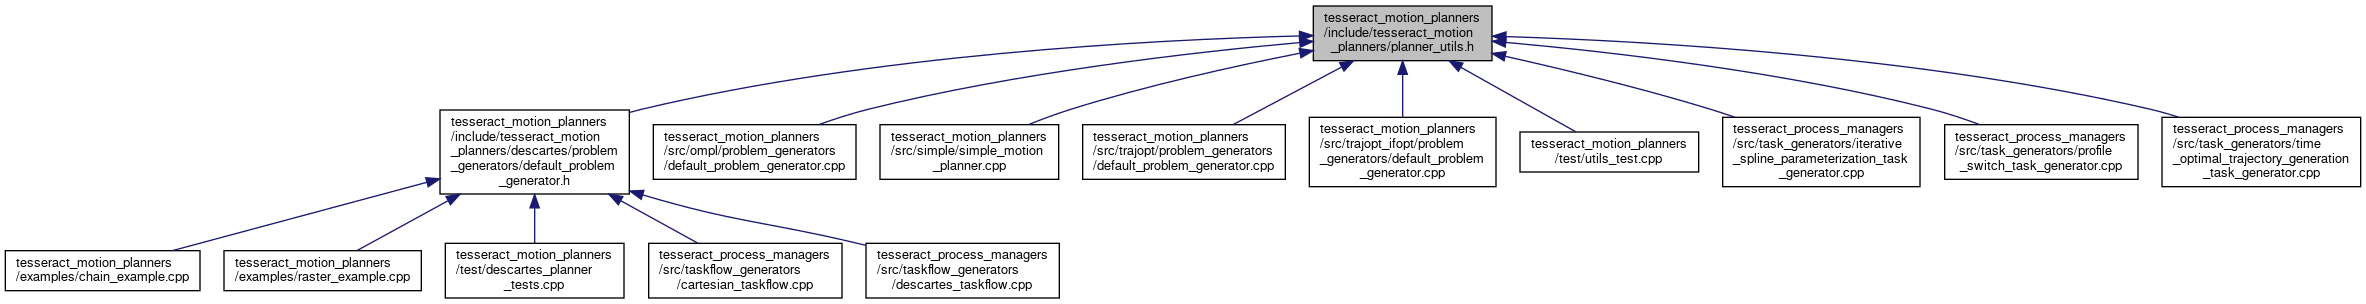 tesseract_motion_planners
/include/tesseract_motion
_planners/planner_utils.h
tesseract_motion_planners
/include/tesseract_motion
_planners/descartes/problem
_generators/default_problem
_generator.h
tesseract_motion_planners
/src/ompl/problem_generators
/default_problem_generator.cpp
tesseract_motion_planners
/src/simple/simple_motion
_planner.cpp
tesseract_motion_planners
/src/trajopt/problem_generators
/default_problem_generator.cpp
tesseract_motion_planners
/src/trajopt_ifopt/problem
_generators/default_problem
_generator.cpp
tesseract_motion_planners
/test/utils_test.cpp
tesseract_process_managers
/src/task_generators/iterative
_spline_parameterization_task
_generator.cpp
tesseract_process_managers
/src/task_generators/profile
_switch_task_generator.cpp
tesseract_process_managers
/src/task_generators/time
_optimal_trajectory_generation
_task_generator.cpp
tesseract_motion_planners
/examples/chain_example.cpp
tesseract_motion_planners
/examples/raster_example.cpp
tesseract_motion_planners
/test/descartes_planner
_tests.cpp
tesseract_process_managers
/src/taskflow_generators
/cartesian_taskflow.cpp
tesseract_process_managers
/src/taskflow_generators
/descartes_taskflow.cpp